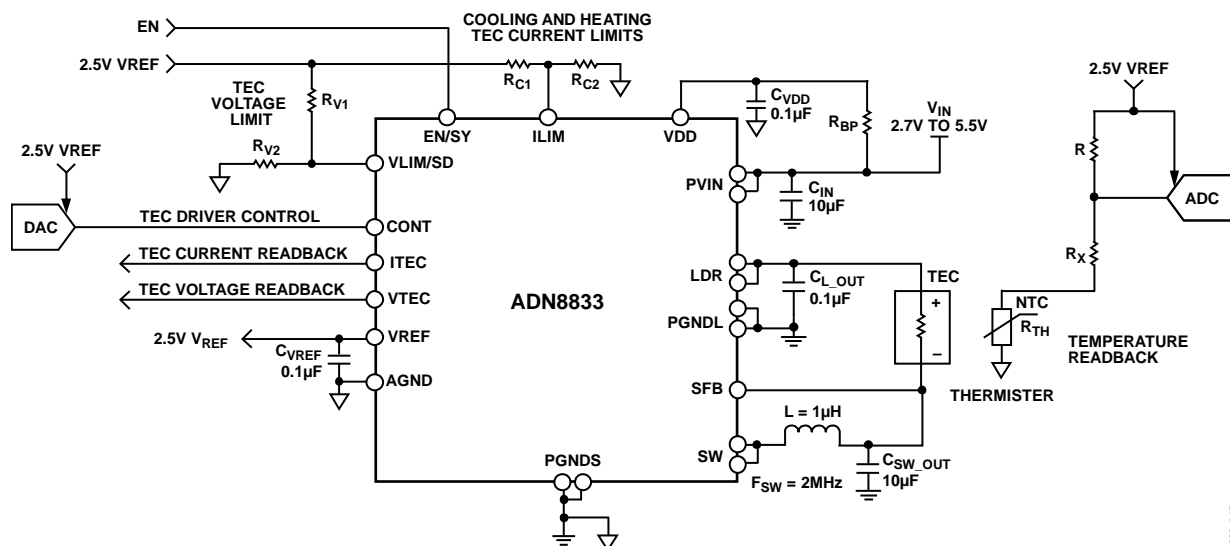 EN
COOLING AND HEATING
TEC CURRENT LIMITS
2.5V VREF
RC1
RC2
TEC
VOLTAGE
LIMIT
RV1
RV2
CVDD
0.1µF
RBP
VIN
2.7V TO 5.5V
2.5V VREF
EN/SY
ILIM
VDD
VLIM/SD
2.5V VREF
DAC
TEC DRIVER CONTROL
CONT
TEC CURRENT READBACK
ITEC
TEC VOLTAGE READBACK
VTEC
2.5V VREF
VREF
CVREF
0.1µF
AGND
ADN8833
PVIN
CIN
10µF
LDR
CL_OUT
0.1µF
PGNDL
TEC
+
–
SFB
L = 1µH
SW
CSW_OUT
10µF
FSW = 2MHz
PGNDS
R
ADC
RX
NTC
RTH
TEMPERATURE
READBACK
THERMISTER